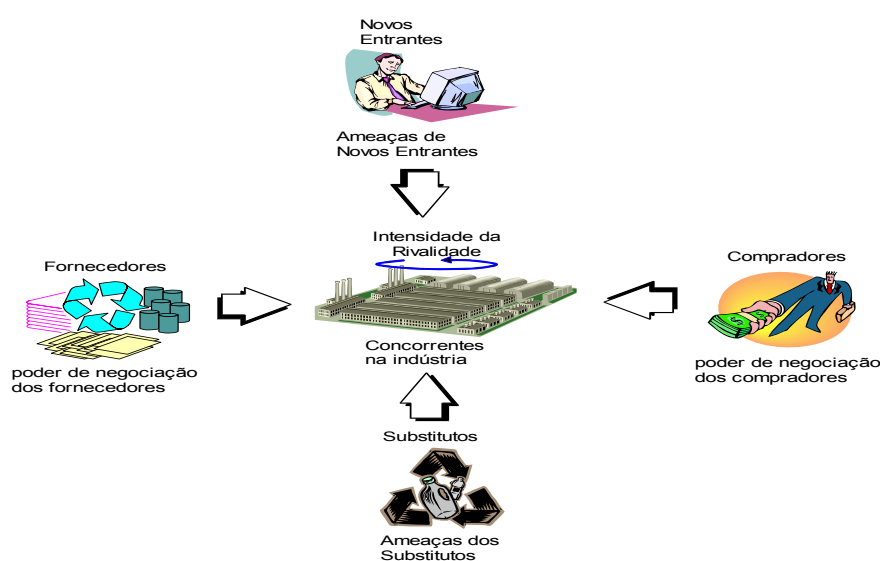 Novos
Entrantes
Ameaças de
Novos Entrantes
Intensidade da
Rivalidade
Fornecedores
Compradores
Concorrentes
na indústria
poder de negociação
dos fornecedores
poder de negociação
dos compradores
Substitutos
Ameaças dos
Substitutos